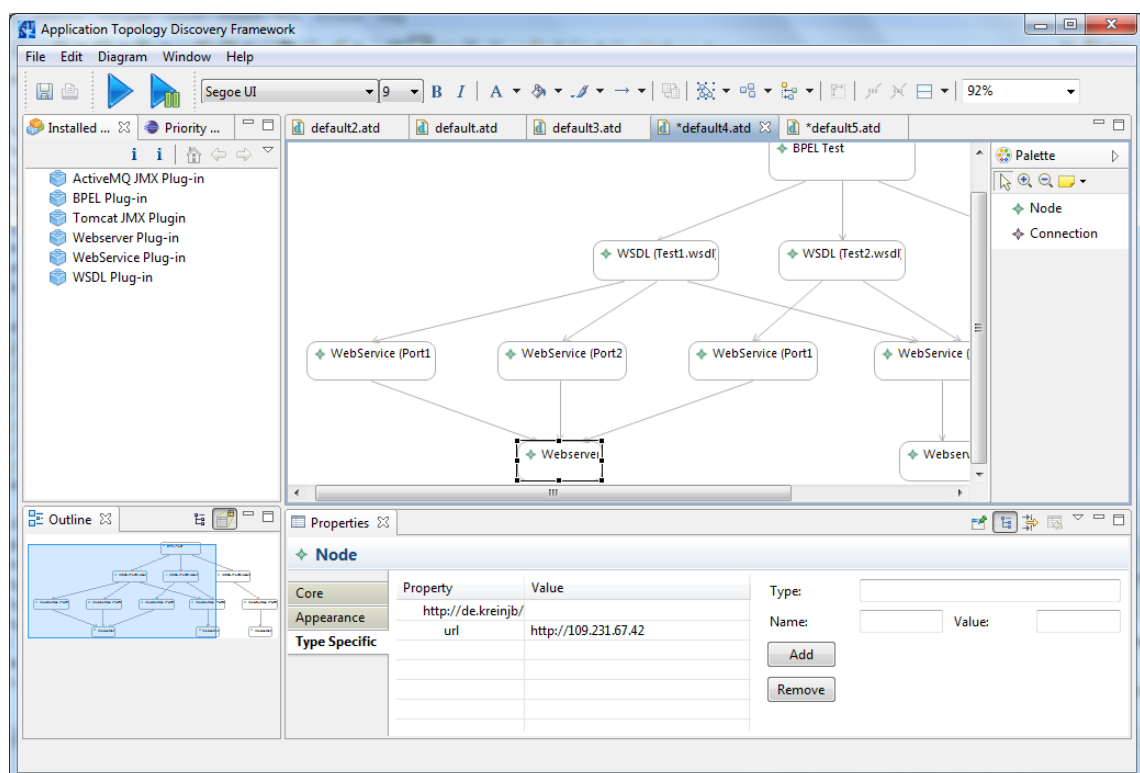 Application Topology Discovery Framework
File Edit Diagram Window Help
Segoe UI 9 B I A 92%
Installed ... Priority ...
default2.atd default.atd default3.atd *default4.atd *default5.atd
i i
ActiveMQ JMX Plug-in
BPEL Plug-in
Tomcat JMX Plugin
Webserver Plug-in
WebService Plug-in
WSDL Plug-in
BPEL Test
WSDL (Test1.wsdl WSDL (Test2.wsdl
WebService (Port1 WebService (Port2 WebService (Port1 WebService (
Webserver Webserv
Palette
Node
Connection
Outline
Properties
Node
Core
Appearance
Type Specific
Property Value
http://de.kreinjb/
url http://109.231.67.42
Type:
Name: Value:
Add
Remove